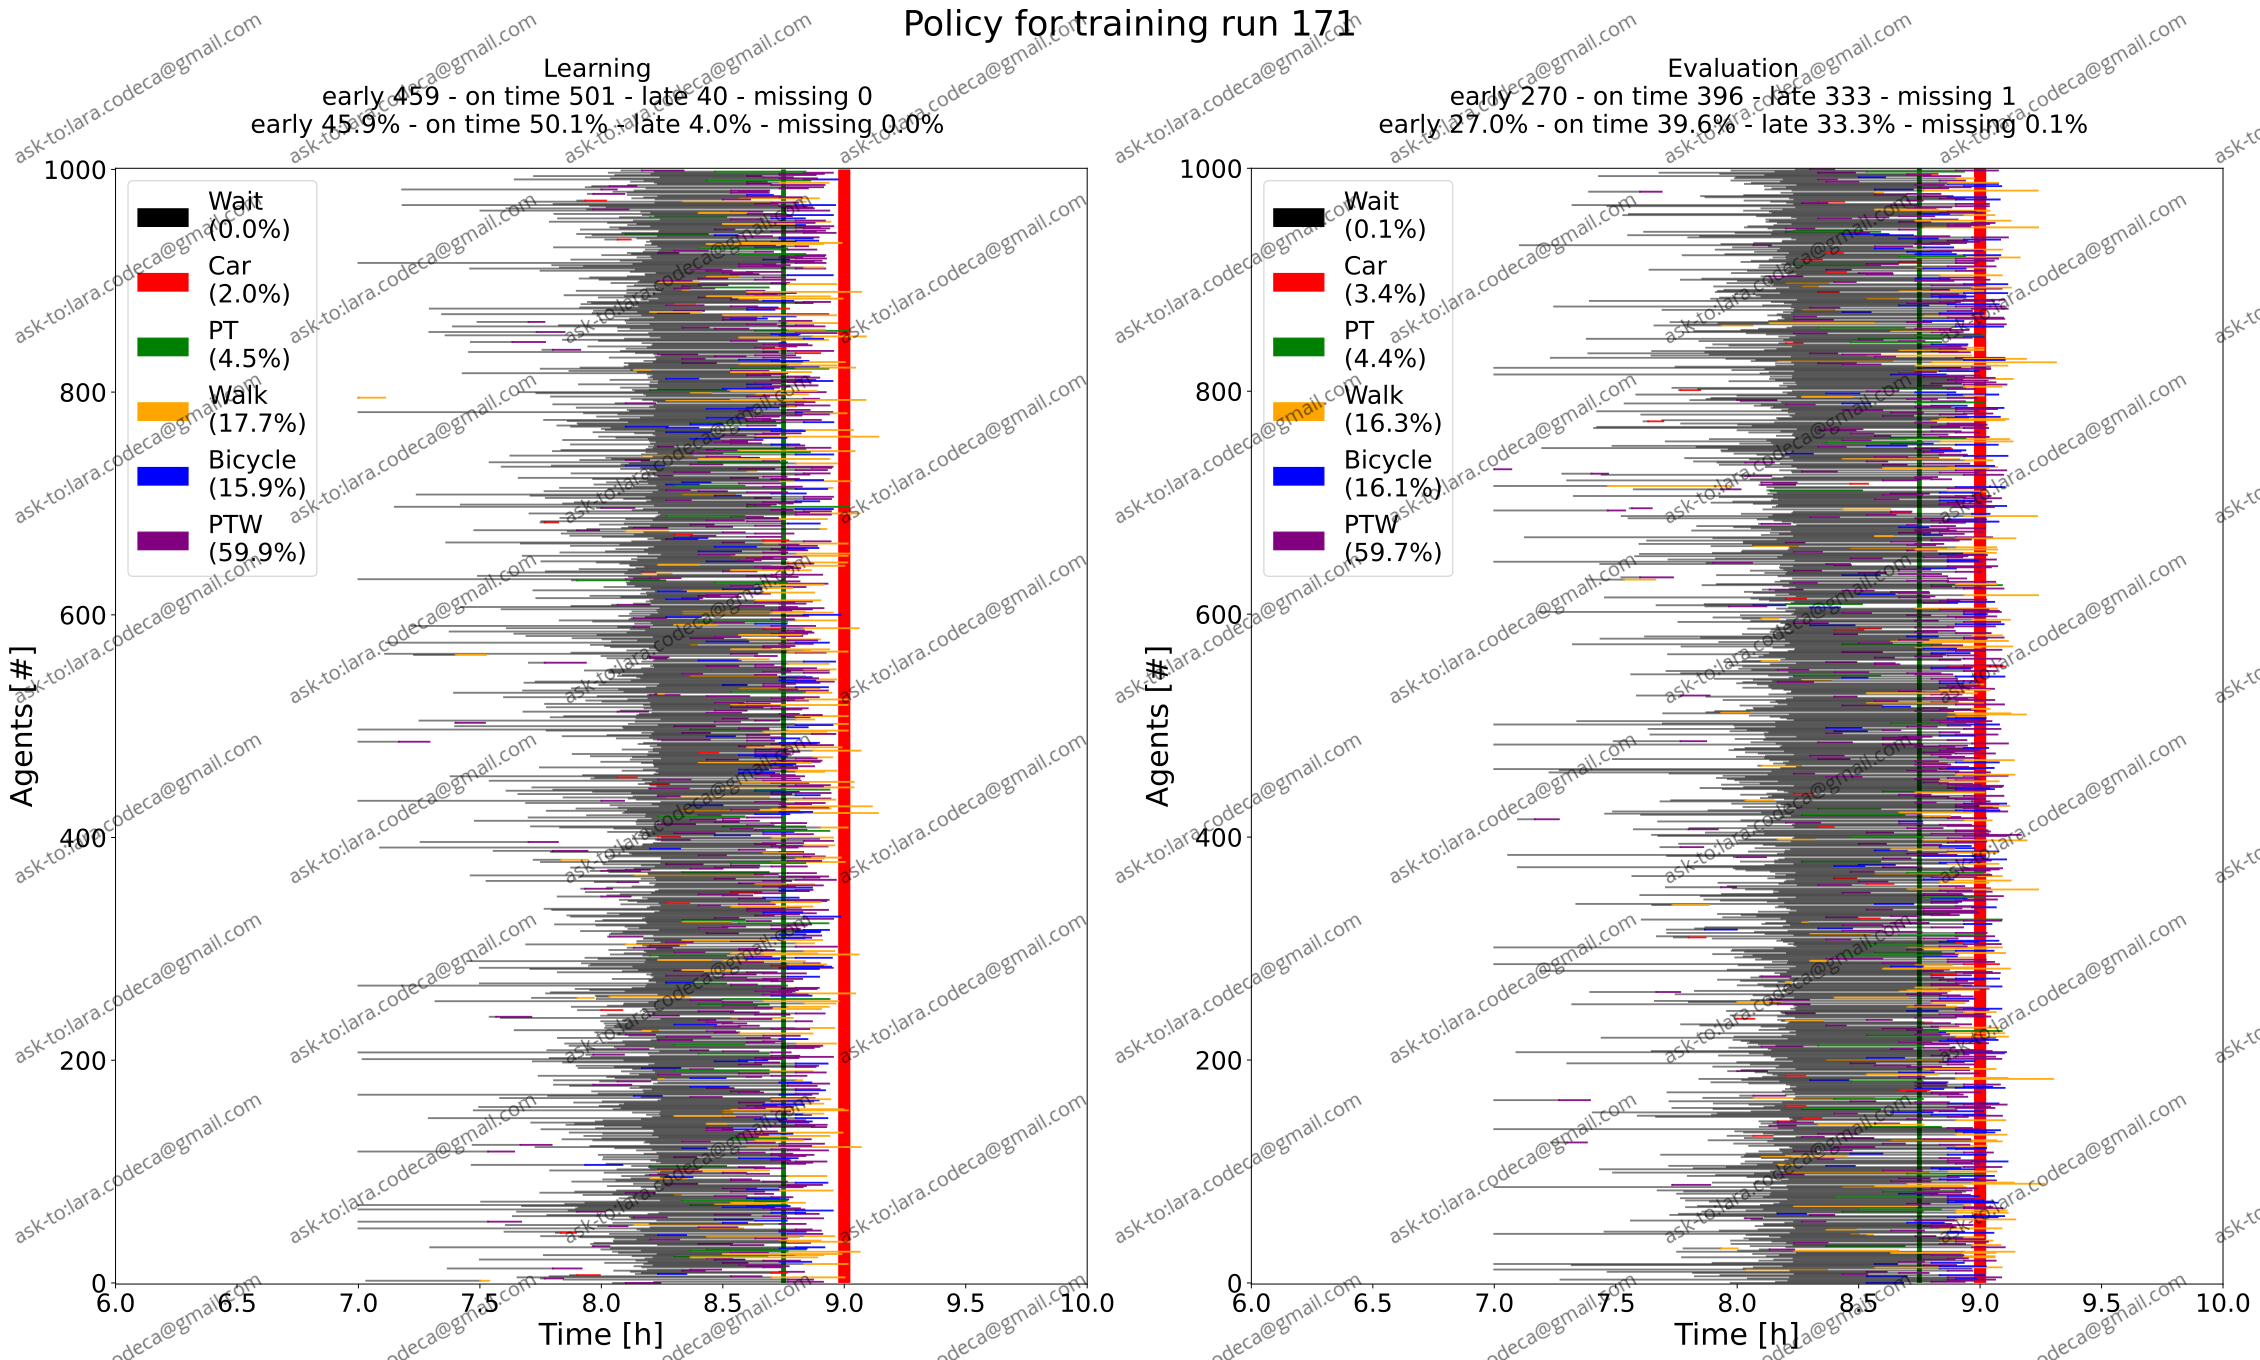 Policy for training run 171
Learning
early 459 - on time 501 - late 40 - missing 0
early 45.9% - on time 50.1% - late 4.0% - missing 0.0%
Evaluation
early 270 - on time 396 - late 333 - missing 1
early 27.0% - on time 39.6% - late 33.3% - missing 0.1%
Wait
(0.0%)
Car
(2.0%)
PT
(4.5%)
Walk
(17.7%)
Bicycle
(15.9%)
PTW
(59.9%)
1000
800
600
400
200
0
Agents [#]
6.0 6.5 7.0 7.5 8.0 8.5 9.0 9.5 10.0
Time [h]
Wait
(0.1%)
Car
(3.4%)
PT
(4.4%)
Walk
(16.3%)
Bicycle
(16.1%)
PTW
(59.7%)
1000
800
600
400
200
0
Agents [#]
6.0 6.5 7.0 7.5 8.0 8.5 9.0 9.5 10.0
Time [h]
ask-to:lara.codeca@gmail.com